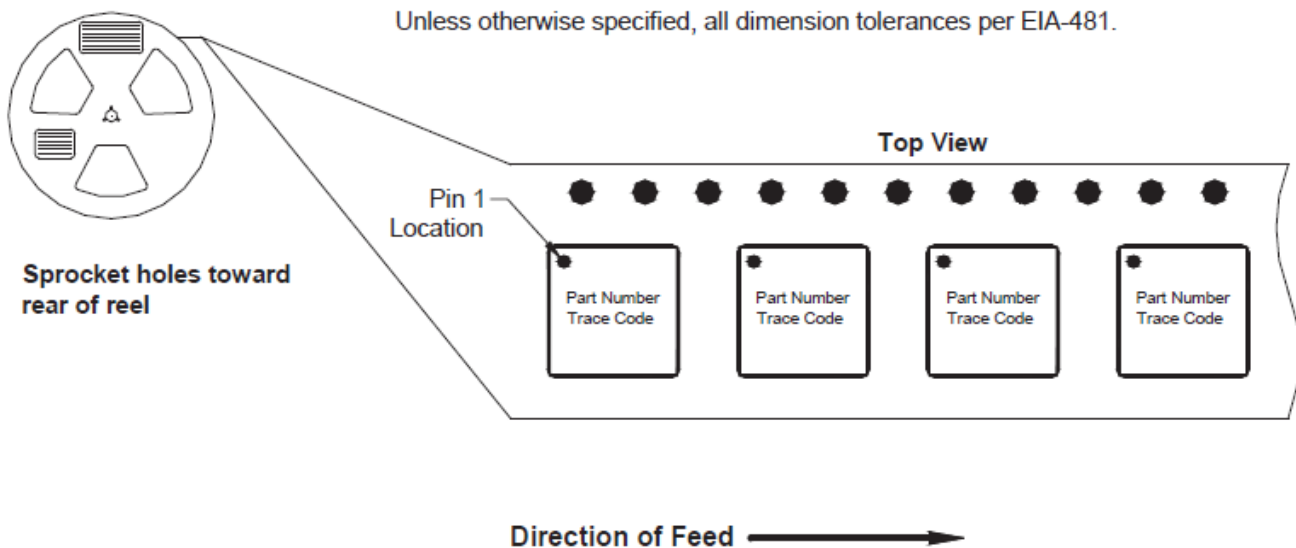 Unless otherwise specified, all dimension tolerances per EIA-481.
Top View
Pin 1
Location
Sprocket holes toward
rear of reel
Part Number
Trace Code
Part Number
Trace Code
Part Number
Trace Code
Part Number
Trace Code
Direction of Feed